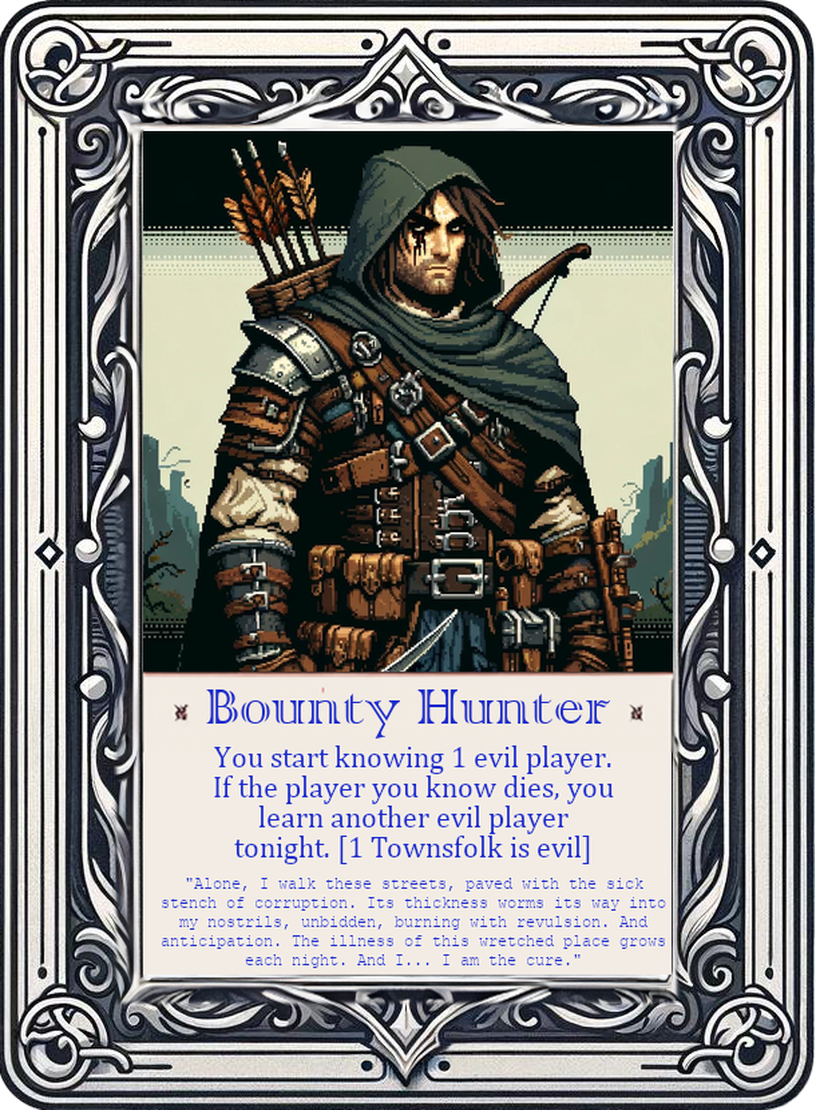 Bounty Hunter
You start knowing 1 evil player.
If the player you know dies, you
learn another evil player
tonight. [1 Townsfolk is evil]
"Alone, I walk these streets, paved with the sick
stench of corruption. Its thickness worms its way into
my nostrils, unbidden, burning with revulsion. And
anticipation. The illness of this wretched place grows
each night. And I... I am the cure."